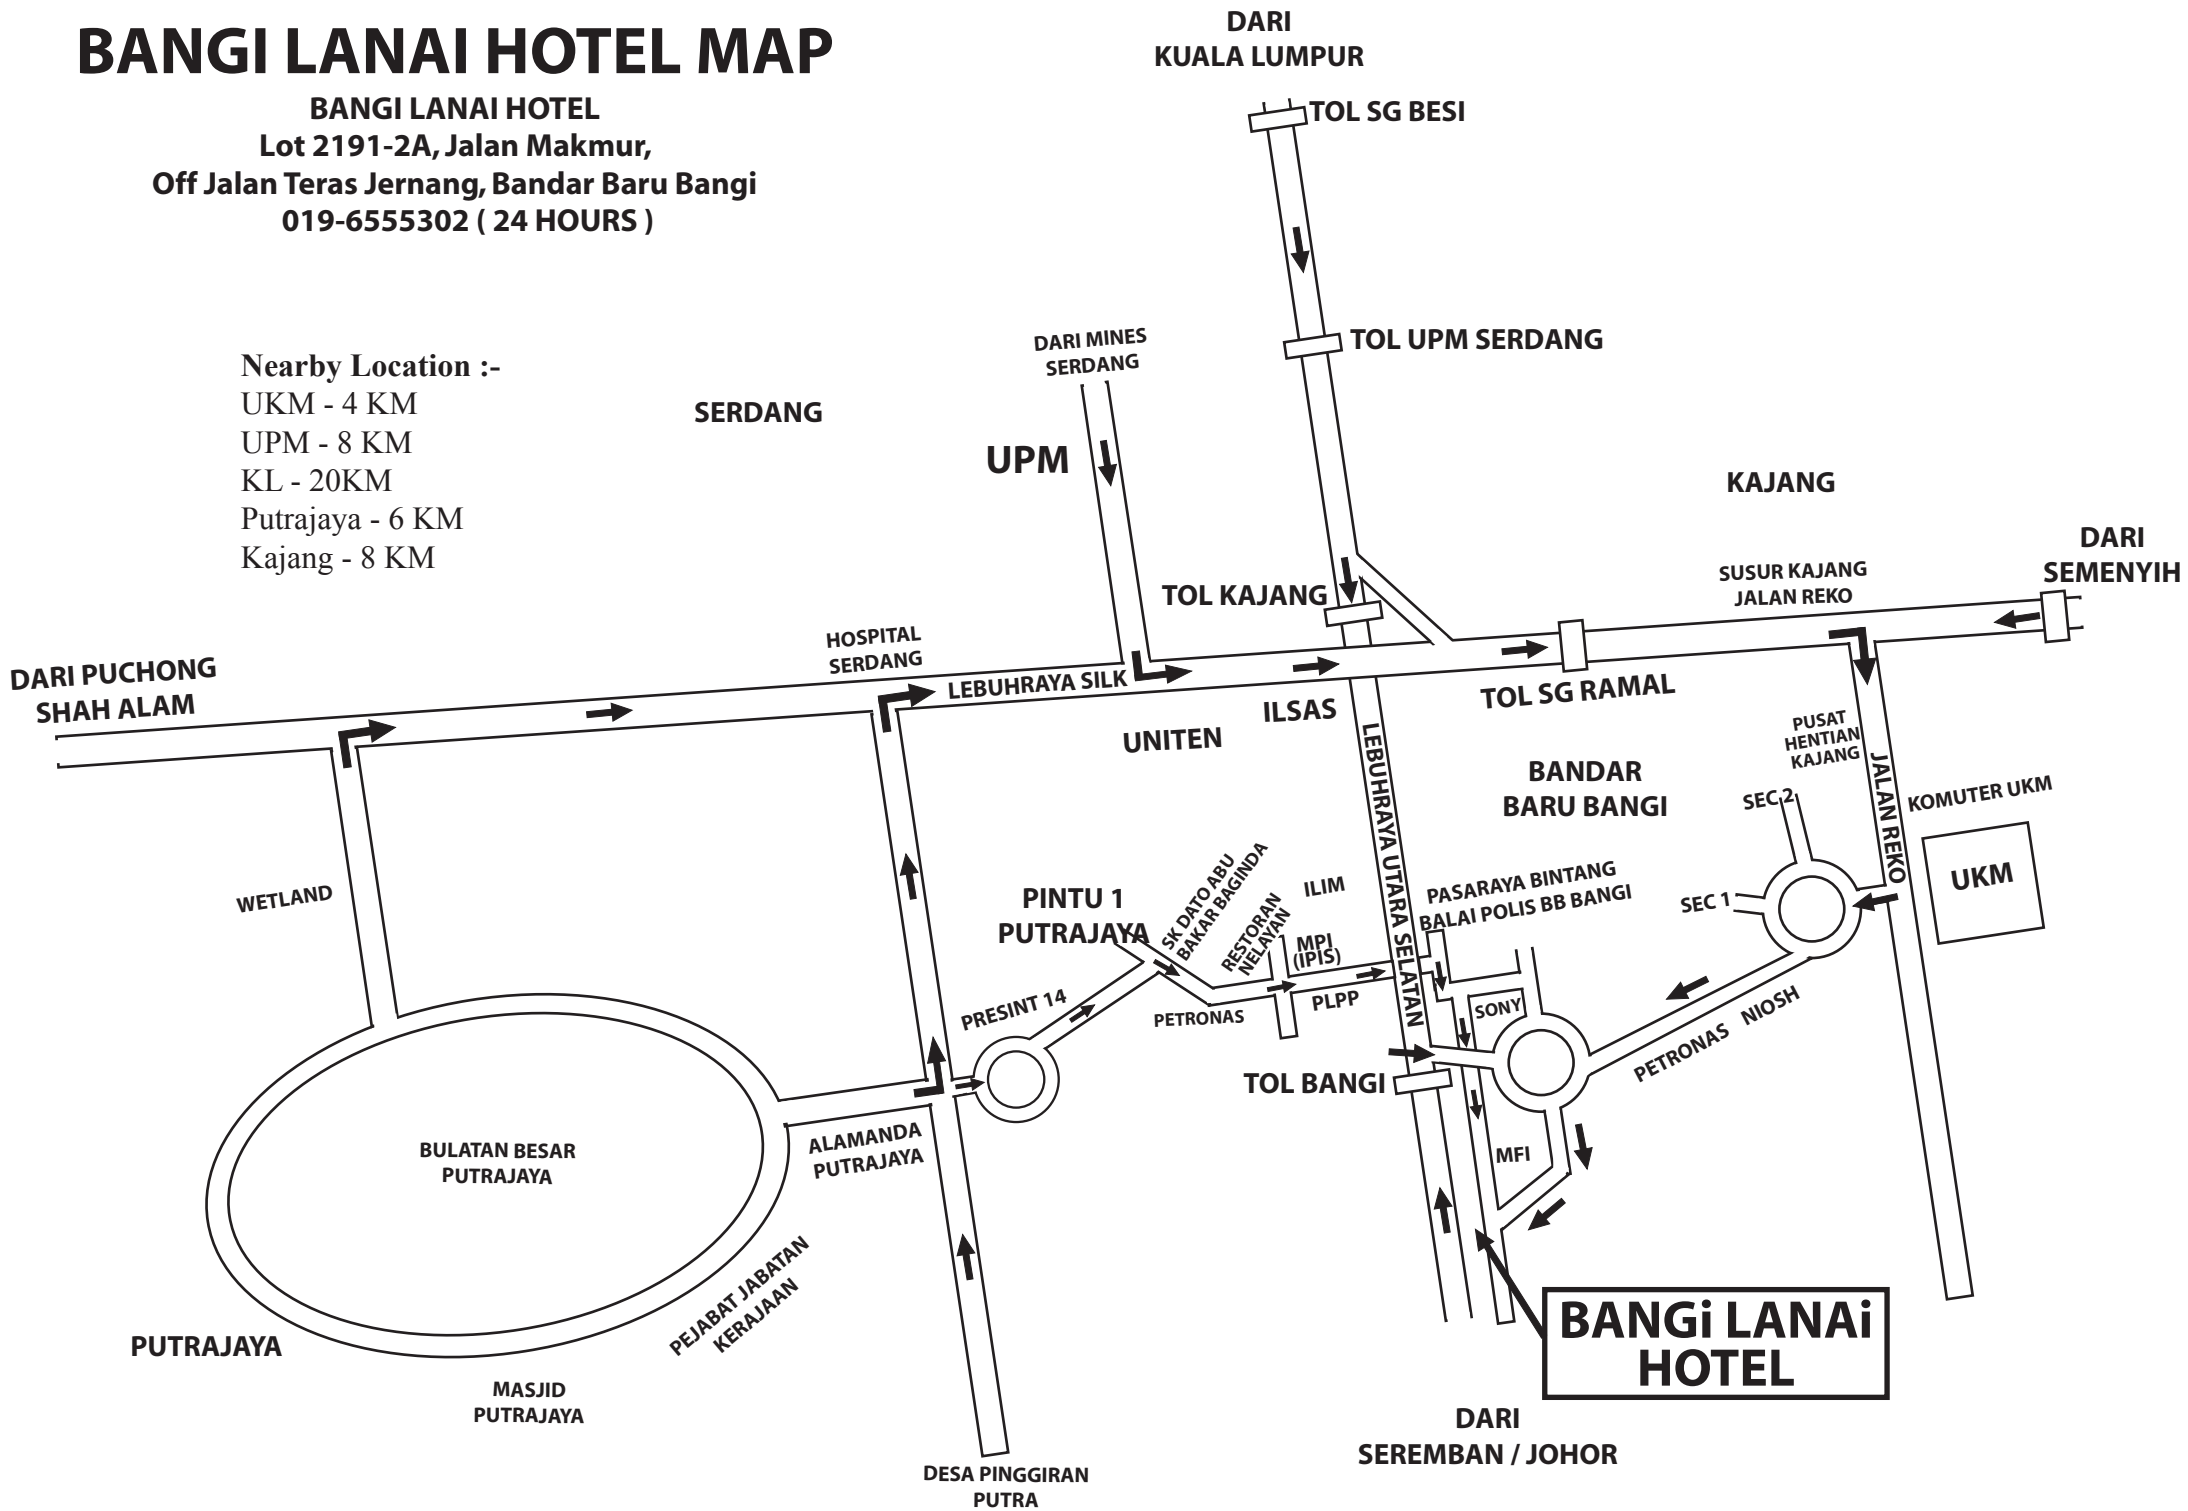 BANGI LANAI HOTEL MAP
BANGI LANAI HOTEL
Lot 2191-2A, Jalan Makmur,
Off Jalan Teras Jernang, Bandar Baru Bangi
019-6555302 ( 24 HOURS )
DARI
KUALA LUMPUR
TOL SG BESI
TOL UPM SERDANG
DARI MINES
SERDANG
Nearby Location :-
UKM - 4 KM
UPM - 8 KM
KL - 20KM
Putrajaya - 6 KM
Kajang - 8 KM
SERDANG
UPM
KAJANG
DARI
SEMENYIH
SUSUR KAJANG
JALAN REKO
TOL KAJANG
HOSPITAL
SERDANG
DARI PUCHONG
SHAH ALAM
LEBUHRAYA SILK
TOL SG RAMAL
ILSAS
UNITEN
LEBUHRAYA UTARA SELATAN
PUSAT
HENTIAN
KAJANG
JALAN REKO
BANDAR
BARU BANGI
SEC 2
KOMUTER UKM
UKM
SEC 1
WETLAND
PINTU 1
PUTRAJAYA
SK DATO ABU
BAKAR BAGINDA
RESTORAN
NELAYAN
ILIM
MPI
(IPIS)
PASARAYA BINTANG
BALAI POLIS BB BANGI
PRESINT 14
PETRONAS
PLPP
SONY
PETRONAS NIOSH
TOL BANGI
MFI
ALAMANDA
PUTRAJAYA
BULATAN BESAR
PUTRAJAYA
PEJABAT JABATAN
KERAJAAN
PUTRAJAYA
MASJID
PUTRAJAYA
BANGi LANAi
HOTEL
DARI
SEREMBAN / JOHOR
DESA PINGGIRAN
PUTRA